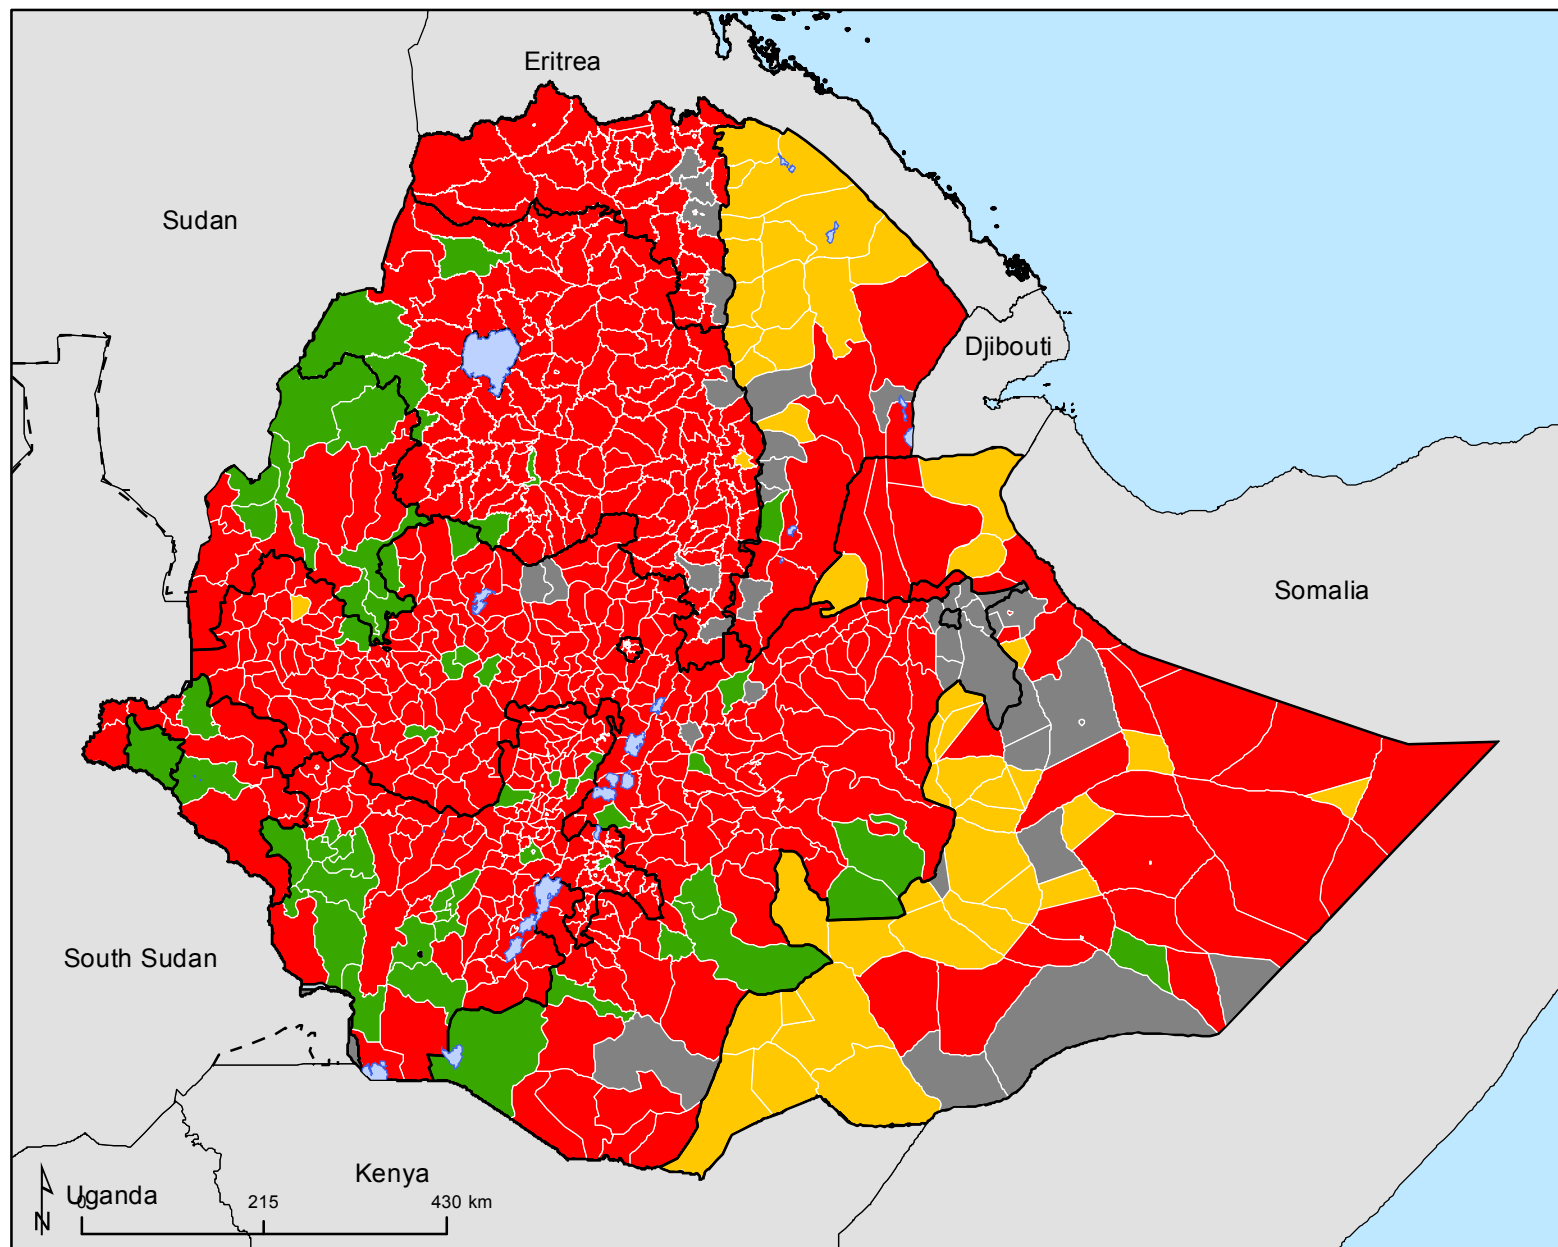 Eritrea
Sudan
Djibouti
Somalia
South Sudan
Kenya
Uganda
0 215 430 km
N